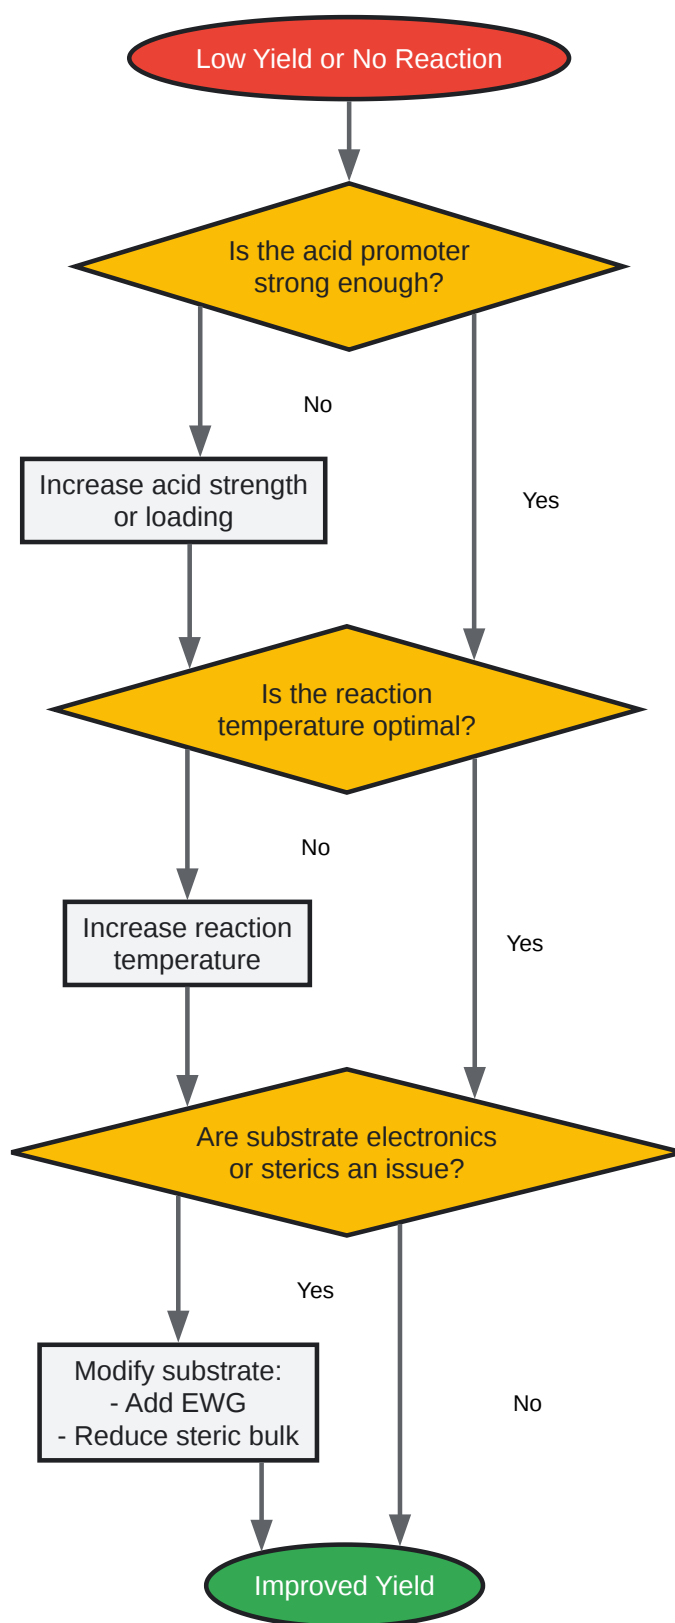 Low Yield or No Reaction
Is the acid promoter
strong enough?
No
Increase acid strength
or loading
Yes
Is the reaction
temperature optimal?
No
Increase reaction
temperature
Yes
Are substrate electronics
or sterics an issue?
Yes
Modify substrate:
- Add EWG
- Reduce steric bulk
No
Improved Yield